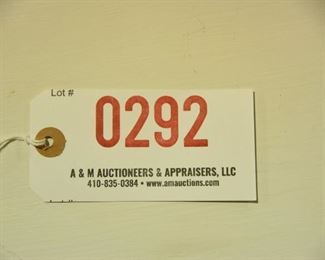 Lot #
0292
A & M AUCTIONEERS & APPRAISERS, LLC
410-835-0384 • www.amauctions.com